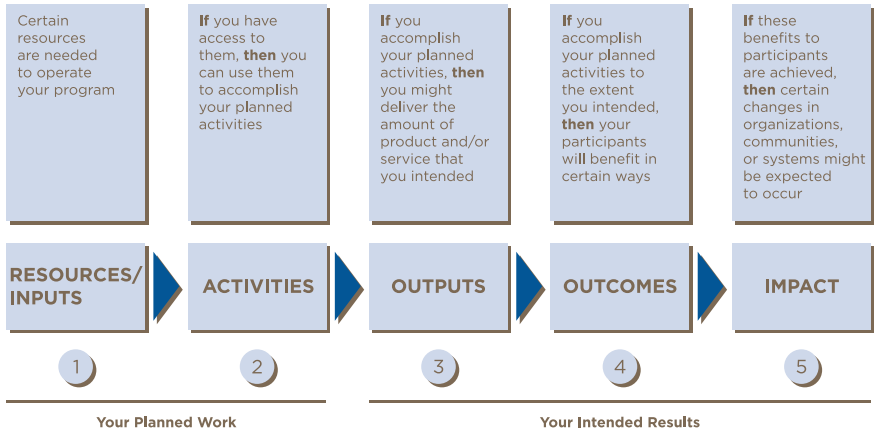 Certain
resources
are needed
to operate
your program
If you have
access to
them, then you
can use them
to accomplish
your planned
activities
If you
accomplish
your planned
activities, then
you might
deliver the
amount of
product and/or
service that
you intended
If you
accomplish
your planned
activities to
the extent
you intended,
then your
participants
will benefit in
certain ways
If these
benefits to
participants
are achieved,
then certain
changes in
organizations,
communities,
or systems might
be expected
to occur
RESOURCES/
INPUTS
ACTIVITIES
OUTPUTS
OUTCOMES
IMPACT
1
2
3
4
5
Your Planned Work
Your Intended Results